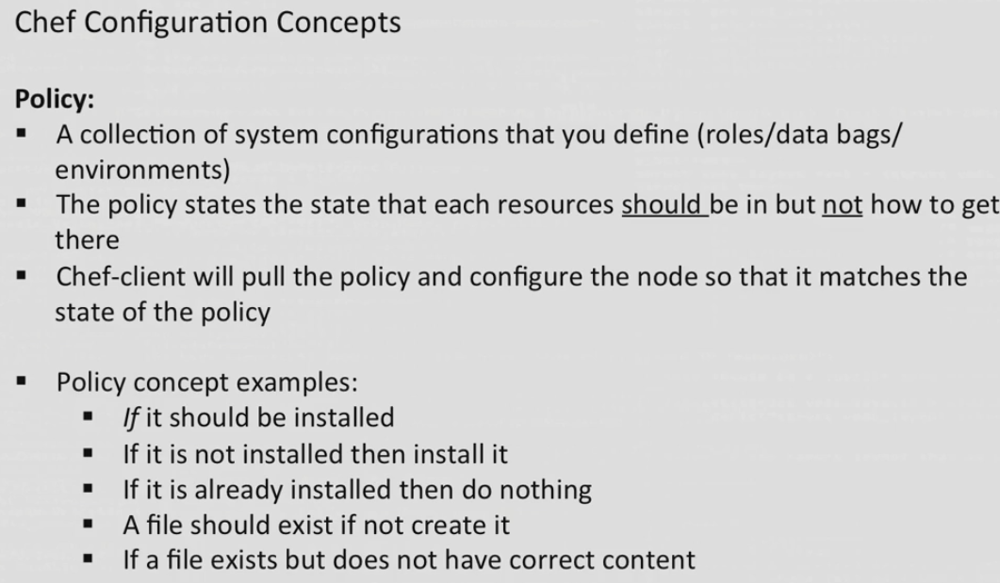 Chef Configuration Concepts
Policy:
▪ A collection of system configurations that you define (roles/data bags/
environments)
▪ The policy states the state that each resources should be in but not how to get
there
▪ Chef-client will pull the policy and configure the node so that it matches the
state of the policy
▪ Policy concept examples:
▪ If it should be installed
▪ If it is not installed then install it
▪ If it is already installed then do nothing
▪ A file should exist if not create it
▪ If a file exists but does not have correct content